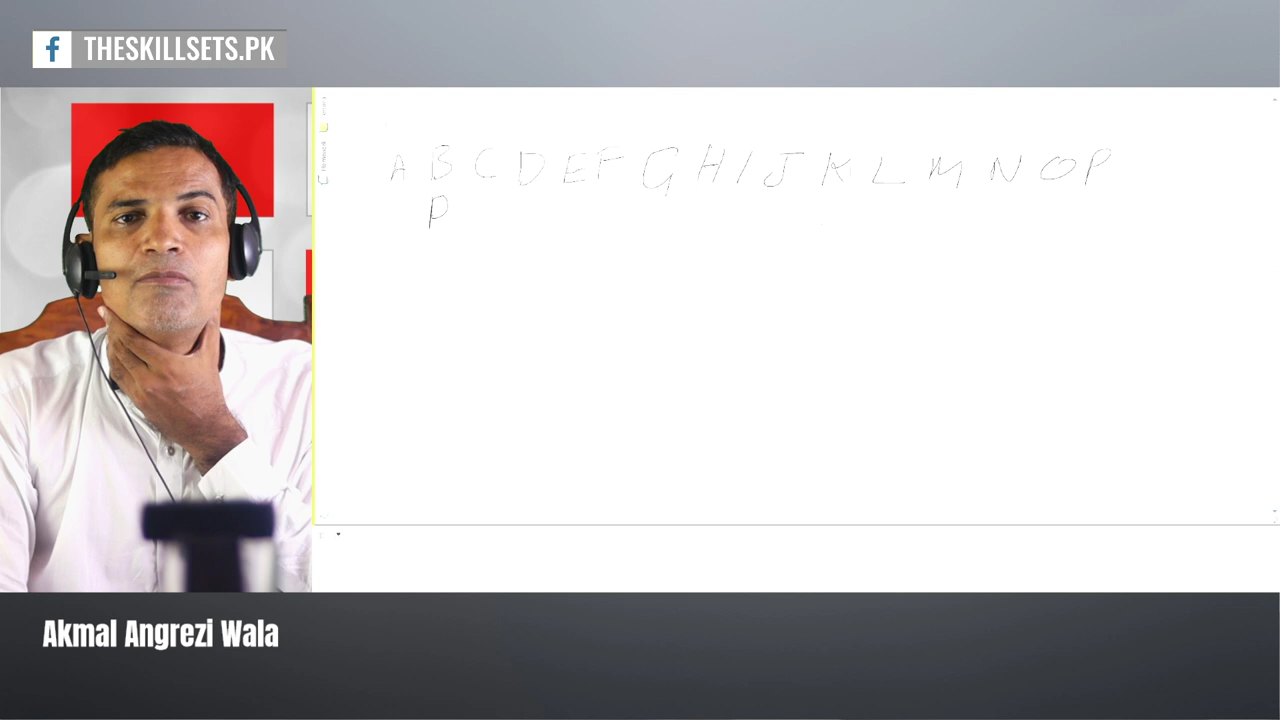 f THESKILLSETS.PK
A B C D E F G H I J K L M N O P
P
Akmal Angrezi Wala